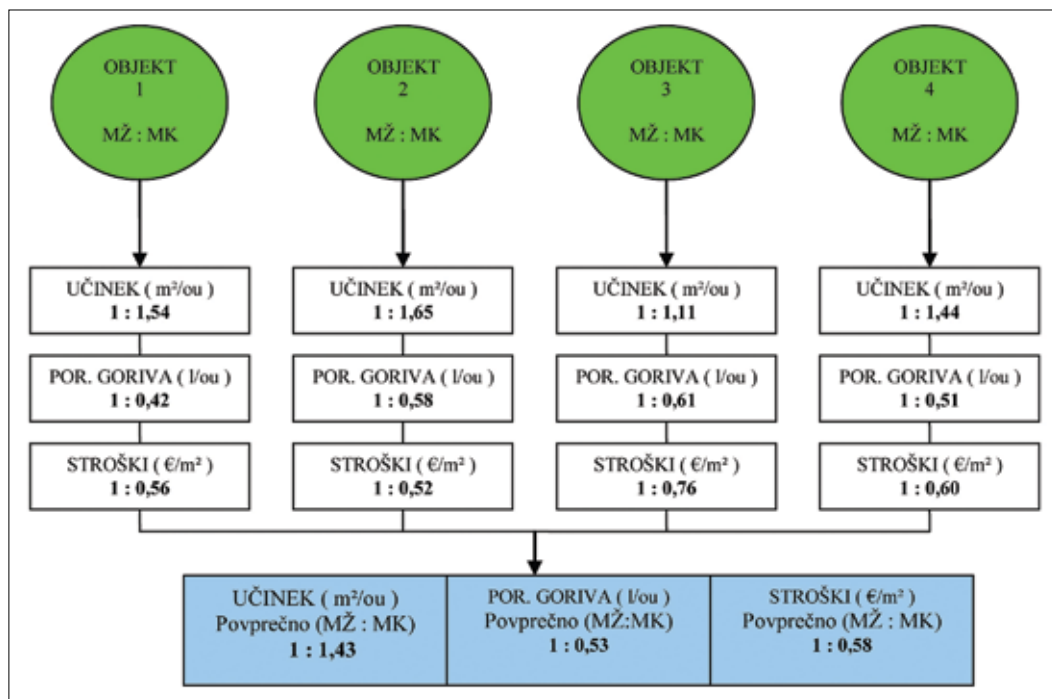 OBJEKT
1
MŽ : MK
OBJEKT
2
MŽ : MK
OBJEKT
3
MŽ : MK
OBJEKT
4
MŽ : MK
UČINEK ( m²/ou )
1 : 1,54
UČINEK ( m²/ou )
1 : 1,65
UČINEK ( m²/ou )
1 : 1,11
UČINEK ( m²/ou )
1 : 1,44
POR. GORIVA ( l/ou )
1 : 0,42
POR. GORIVA ( l/ou )
1 : 0,58
POR. GORIVA ( l/ou )
1 : 0,61
POR. GORIVA ( l/ou )
1 : 0,51
STROŠKI ( €/m² )
1 : 0,56
STROŠKI ( €/m² )
1 : 0,52
STROŠKI ( €/m² )
1 : 0,76
STROŠKI ( €/m² )
1 : 0,60
UČINEK ( m²/ou )
Povprečno (MŽ : MK)
1 : 1,43
POR. GORIVA ( l/ou )
Povprečno (MŽ:MK)
1 : 0,53
STROŠKI ( €/m² )
Povprečno (MŽ : MK)
1 : 0,58